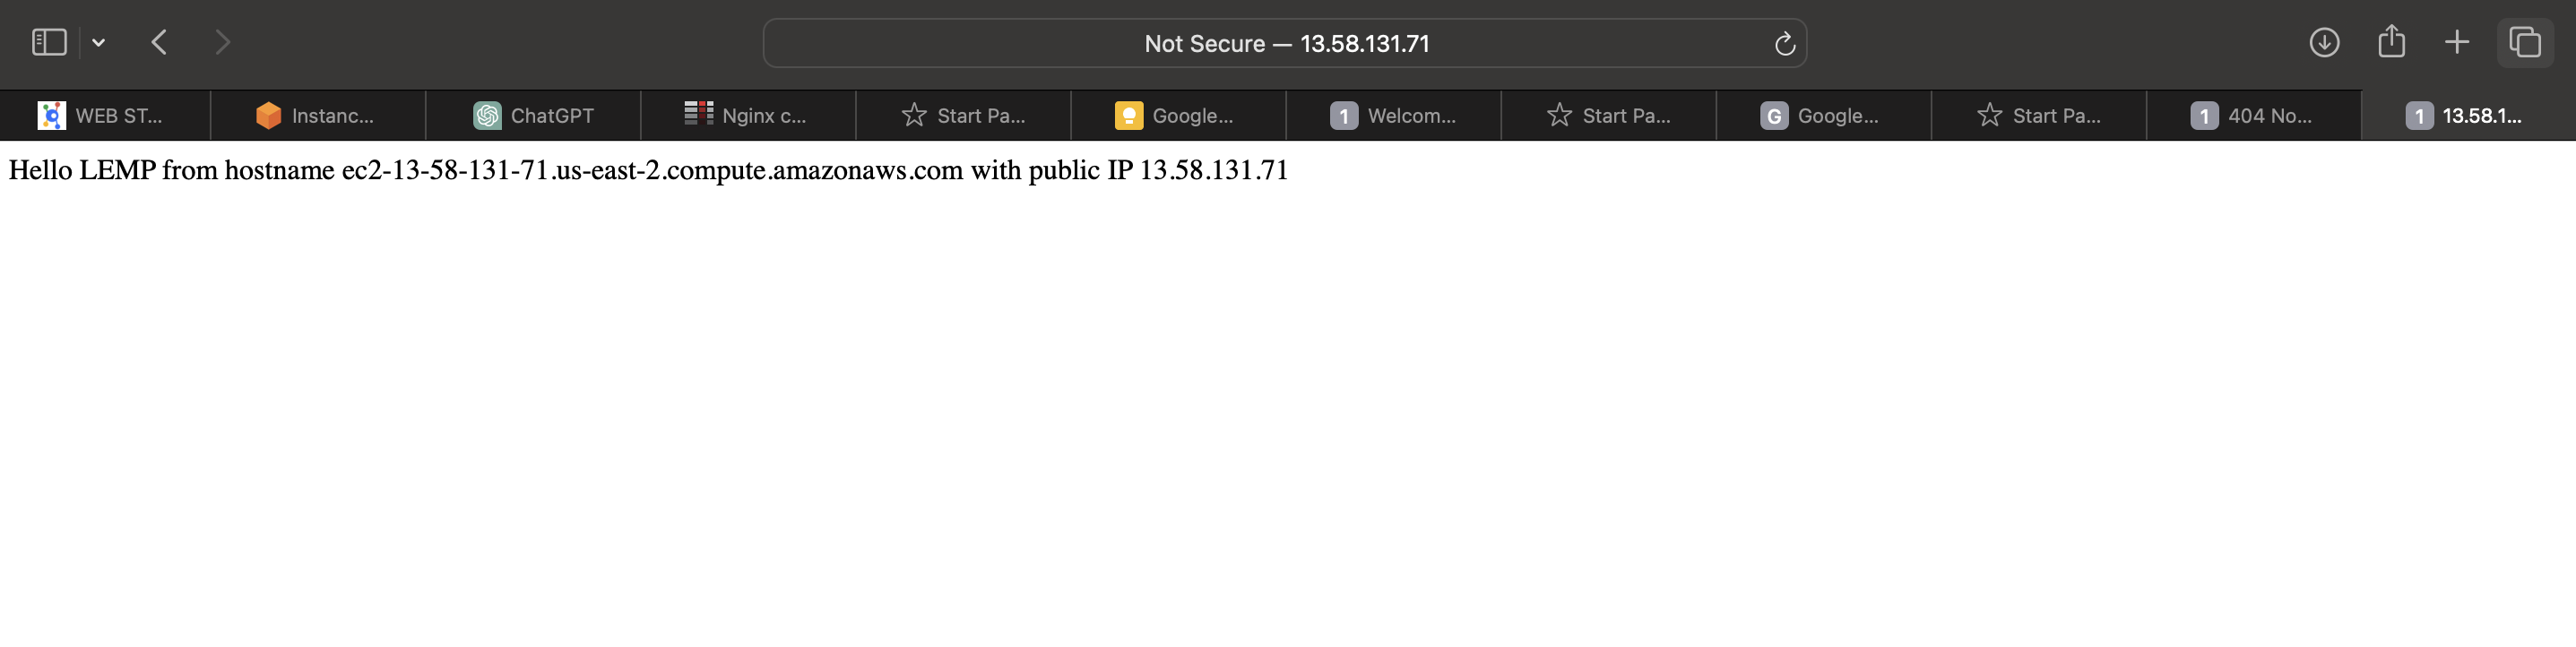 Not Secure — 13.58.131.71
WEB ST...
Instanc...
ChatGPT
Nginx c...
Start Pa...
Google...
1 Welcom...
Start Pa...
G Google...
Start Pa...
1 404 No...
1 13.58.1...
Hello LEMP from hostname ec2-13-58-131-71.us-east-2.compute.amazonaws.com with public IP 13.58.131.71